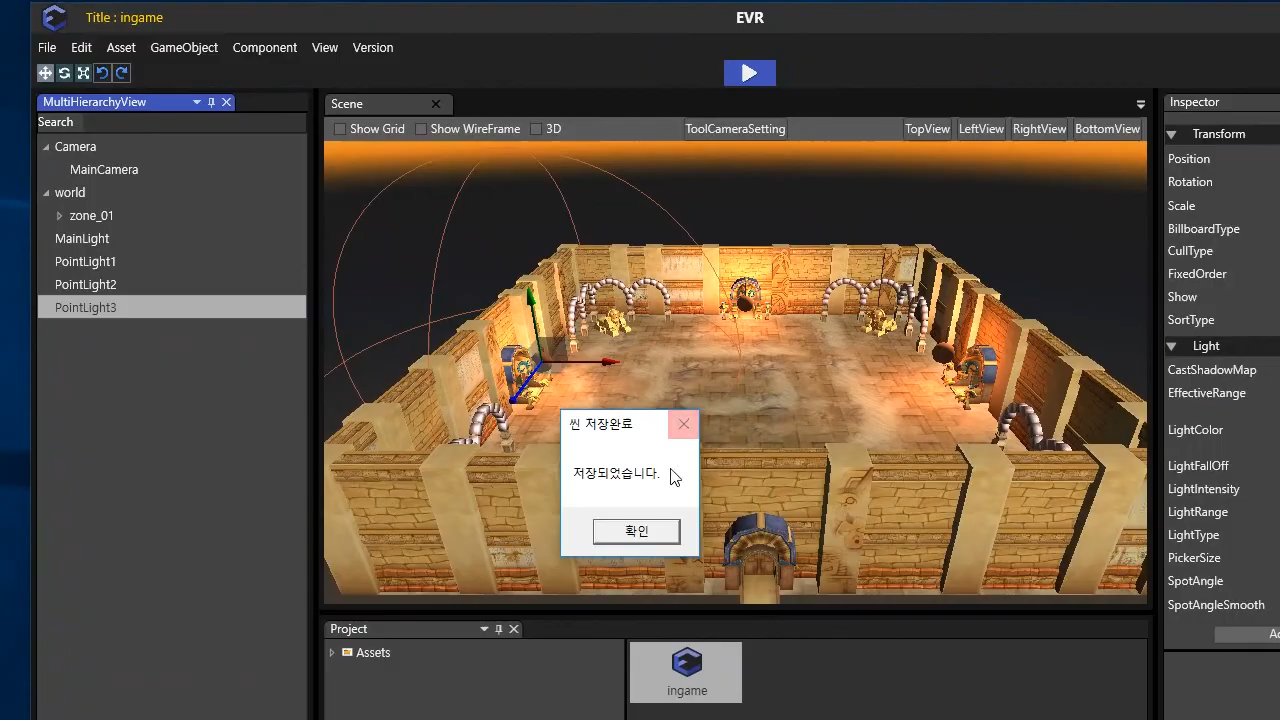 Title : ingame
EVR
File Edit Asset GameObject Component View Version
MultiHierarchyView
Search
Camera
MainCamera
world
zone_01
MainLight
PointLight1
PointLight2
PointLight3
Scene
Show Grid Show WireFrame 3D ToolCameraSetting TopView LeftView RightView BottomView
씬 저장완료
저장되었습니다.
확인
Project
Assets
ingame
Inspector
Transform
Position
Rotation
Scale
BillboardType
CullType
FixedOrder
Show
SortType
Light
CastShadowMap
EffectiveRange
LightColor
LightFallOff
LightIntensity
LightRange
LightType
PickerSize
SpotAngle
SpotAngleSmooth